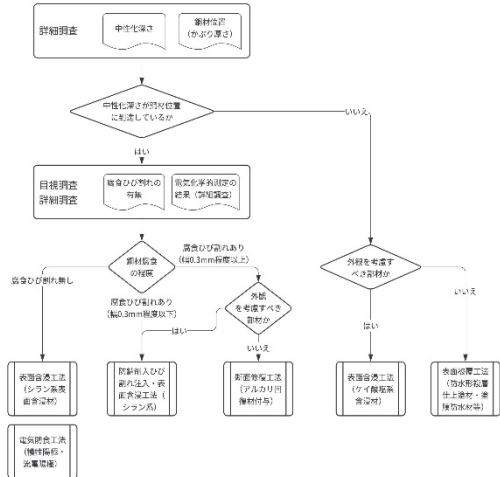 詳細調査
中性化深さ
鋼材位置
(かぶり厚さ)
中性化深さが鋼材位置
に到達しているか
いいえ
はい
目視調査
詳細調査
腐食ひび割れの
有無
電気化学的測定の
結果（詳細調査）
鋼材腐食
の程度
腐食ひび割れあり
(幅0.3mm程度以上)
外観を考慮す
べき部材か
腐食ひび割れ無し
腐食ひび割れあり
(幅0.3mm程度以下)
外観
を考慮すべき
部材か
いいえ
はい
いいえ
はい
表面含浸工法
(シラン系表
面含浸材)
防錆剤入りひび
割れ注入・表
面含浸工法(
シラン系)
断面修復工法
(アルカリ回
復材付与)
表面含浸工法
(ケイ酸塩系
含浸材)
表面被覆工法
(防水形複層
仕上塗材・塗
膜防水材等)
電気防食工法
(犠牲陽極・
流電陽極)